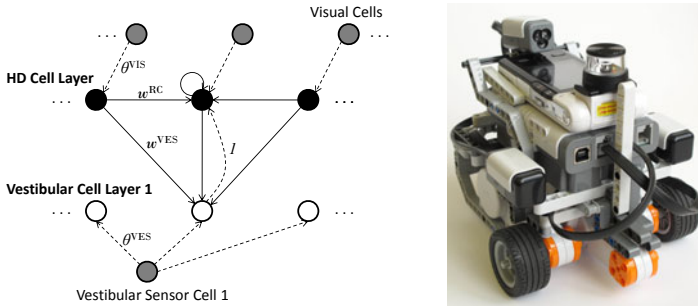 Visual Cells
θ^VIS
HD Cell Layer
w^RC
w^VES
I
Vestibular Cell Layer 1
θ^VES
Vestibular Sensor Cell 1